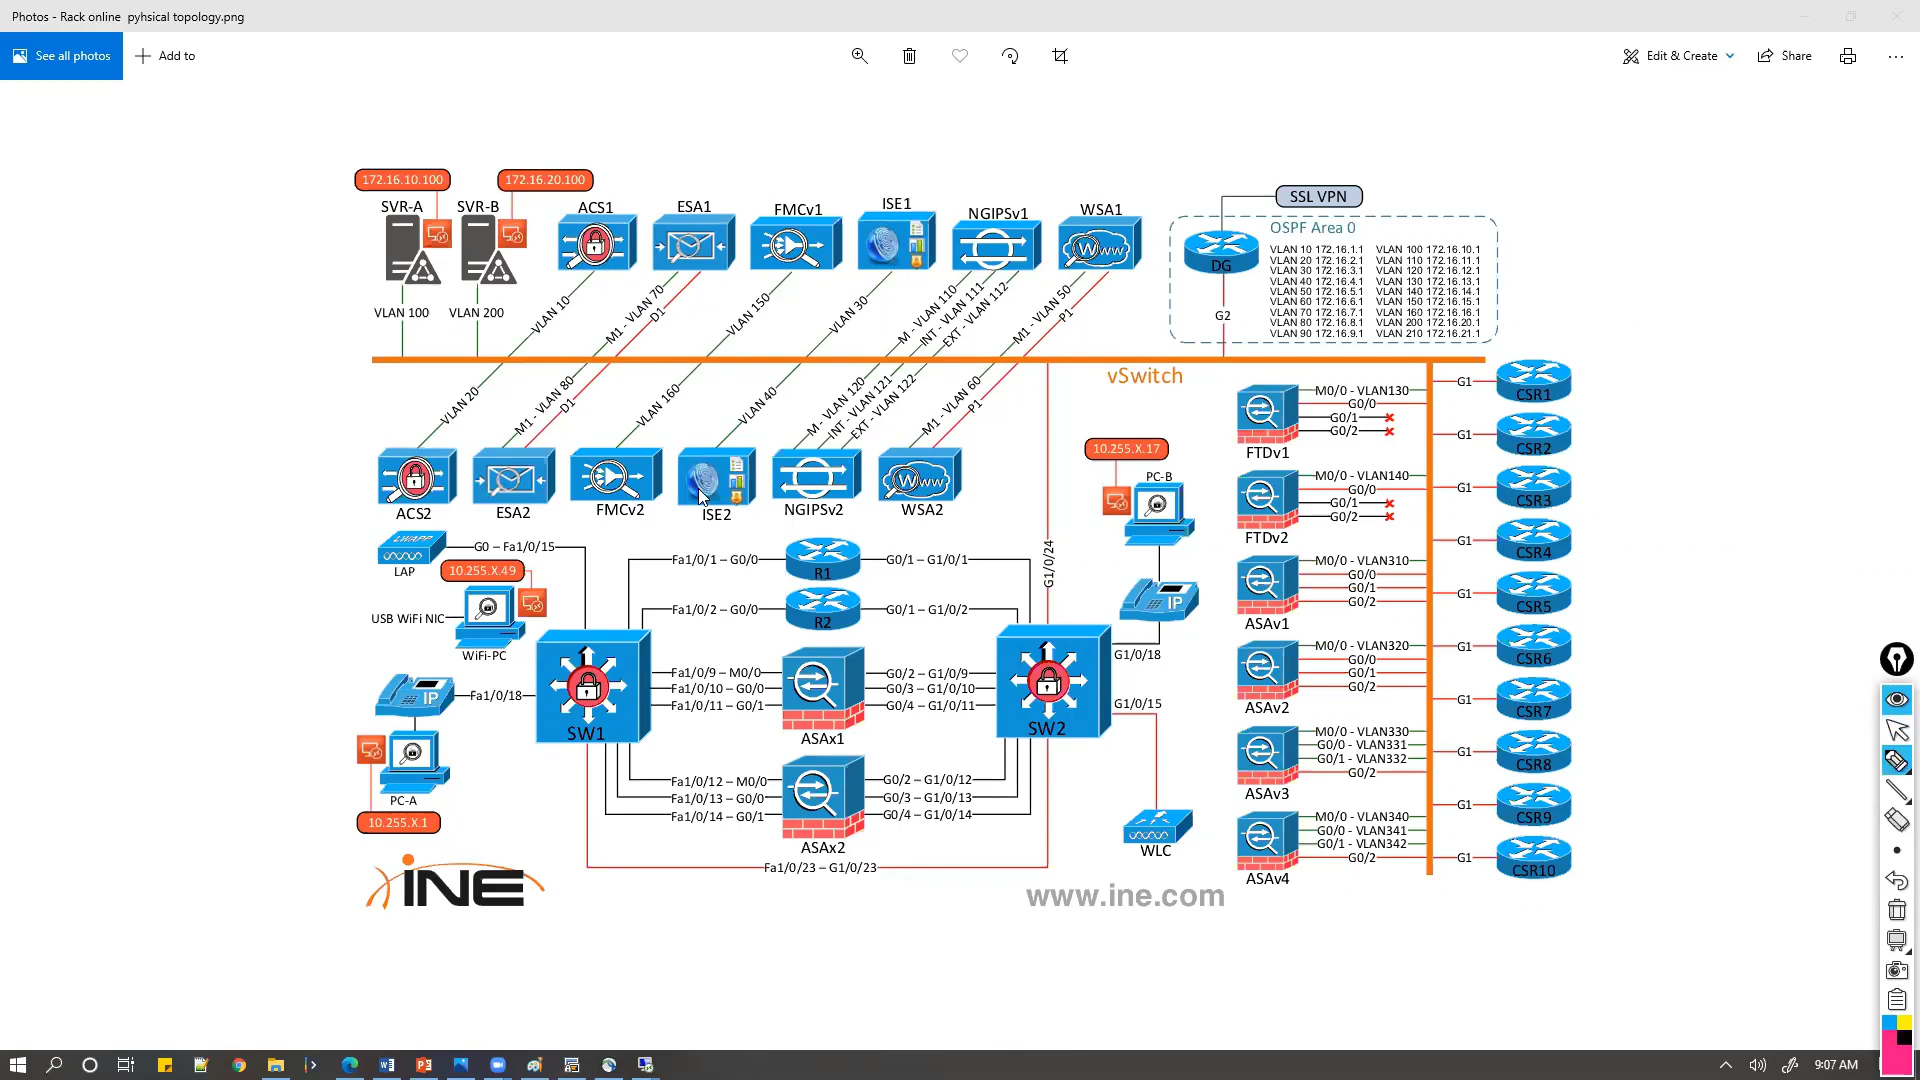 Photos - Rack online  pyhsical topology.png
See all photos
Add to
Edit & Create
Share
172.16.10.100
172.16.20.100
SVR-A
SVR-B
ACS1
ESA1
FMCv1
ISE1
NGIPSv1
WSA1
SSL VPN
OSPF Area 0
DG
VLAN 10 172.16.1.1 VLAN 100 172.16.10.1
VLAN 20 172.16.2.1 VLAN 110 172.16.11.1
VLAN 30 172.16.3.1 VLAN 120 172.16.12.1
VLAN 40 172.16.4.1 VLAN 130 172.16.13.1
VLAN 50 172.16.5.1 VLAN 140 172.16.14.1
VLAN 60 172.16.6.1 VLAN 150 172.16.15.1
VLAN 70 172.16.7.1 VLAN 160 172.16.16.1
VLAN 80 172.16.8.1 VLAN 200 172.16.20.1
VLAN 90 172.16.9.1 VLAN 210 172.16.21.1
G2
VLAN 100
VLAN 200
VLAN 10
M1 - VLAN 70
D1
VLAN 150
VLAN 30
M - VLAN 110
INT - VLAN 111
EXT - VLAN 112
M1 - VLAN 50
P1
vSwitch
VLAN 20
M1 - VLAN 80
D1
VLAN 160
VLAN 40
M - VLAN 120
INT - VLAN 121
EXT - VLAN 122
M1 - VLAN 60
P1
Www
Www
ACS2
ESA2
FMCv2
ISE2
NGIPSv2
WSA2
LWAPP
LAP
G0 – Fa1/0/15
10.255.X.49
USB WiFi NIC
WiFi-PC
IP
Fa1/0/18
PC-A
10.255.X.1
SW1
Fa1/0/1 – G0/0
R1
G0/1 – G1/0/1
Fa1/0/2 – G0/0
R2
G0/1 – G1/0/2
Fa1/0/9 – M0/0
Fa1/0/10 – G0/0
Fa1/0/11 – G0/1
ASAx1
G0/2 – G1/0/9
G0/3 – G1/0/10
G0/4 – G1/0/11
Fa1/0/12 – M0/0
Fa1/0/13 – G0/0
Fa1/0/14 – G0/1
ASAx2
G0/2 – G1/0/12
G0/3 – G1/0/13
G0/4 – G1/0/14
Fa1/0/23 – G1/0/23
SW2
G1/0/24
10.255.X.17
PC-B
IP
G1/0/18
G1/0/15
WLC
FTDv1
M0/0 - VLAN130
G0/0
G0/1
G0/2
FTDv2
M0/0 - VLAN140
G0/0
G0/1
G0/2
ASAv1
M0/0 - VLAN310
G0/0
G0/1
G0/2
ASAv2
M0/0 - VLAN320
G0/0
G0/1
G0/2
ASAv3
M0/0 - VLAN330
G0/0 - VLAN331
G0/1 - VLAN332
G0/2
ASAv4
M0/0 - VLAN340
G0/0 - VLAN341
G0/1 - VLAN342
G0/2
G1 CSR1
G1 CSR2
G1 CSR3
G1 CSR4
G1 CSR5
G1 CSR6
G1 CSR7
G1 CSR8
G1 CSR9
G1 CSR10
iNE
www.ine.com
9:07 AM